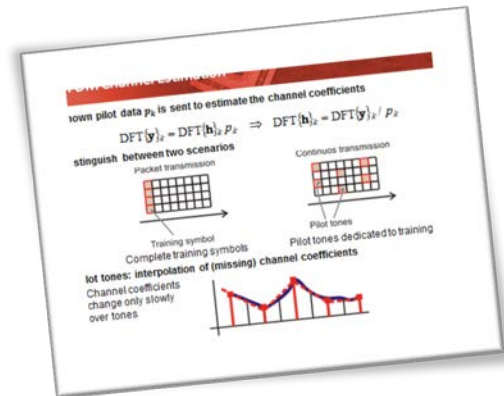 Channel Estimation
nown pilot data pₖ is sent to estimate the channel coefficients
DFT{y}ₖ = DFT{h}ₖ pₖ ⇒ DFT{h}ₖ = DFT{y}ₖ / pₖ
stinguish between two scenarios
Packet transmission
Continuos transmission
Training symbol
Complete training symbols
Pilot tones
Pilot tones dedicated to training
lot tones: interpolation of (missing) channel coefficients
Channel coefficients
change only slowly
over tones